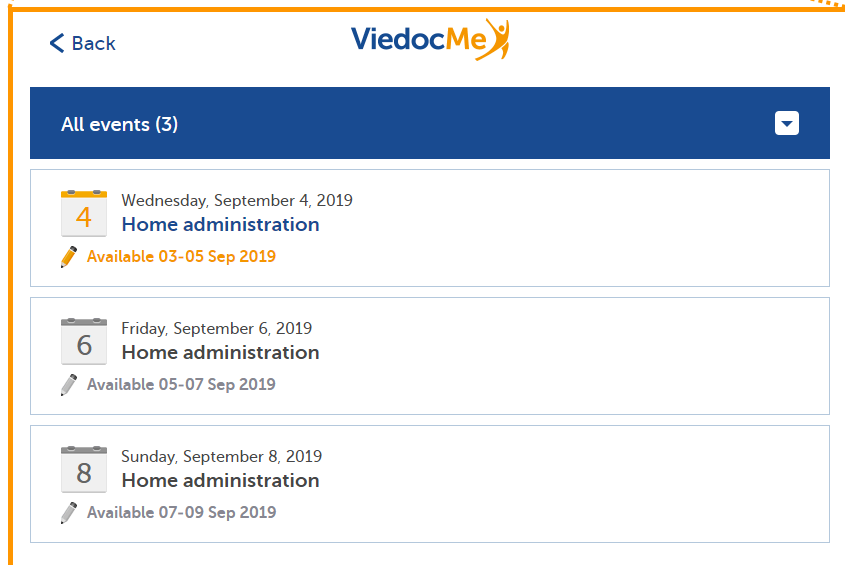 Back
ViedocMe
All events (3)
4
Wednesday, September 4, 2019
Home administration
Available 03-05 Sep 2019
6
Friday, September 6, 2019
Home administration
Available 05-07 Sep 2019
8
Sunday, September 8, 2019
Home administration
Available 07-09 Sep 2019